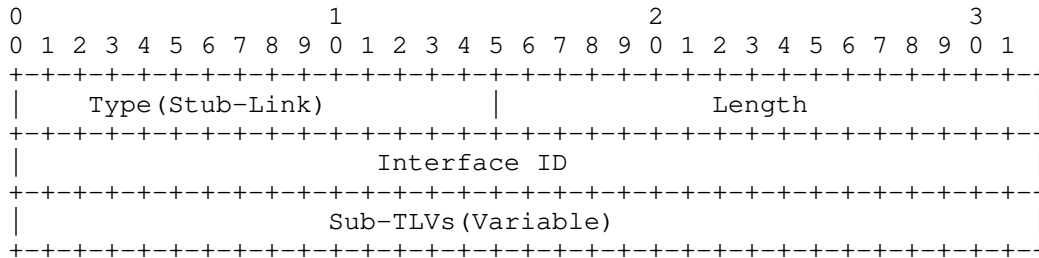 0                   1                   2                   3
0 1 2 3 4 5 6 7 8 9 0 1 2 3 4 5 6 7 8 9 0 1 2 3 4 5 6 7 8 9 0 1
+-+-+-+-+-+-+-+-+-+-+-+-+-+-+-+-+-+-+-+-+-+-+-+-+-+-+-+-+-+-+-+--
|    Type(Stub-Link)          |             Length
+-+-+-+-+-+-+-+-+-+-+-+-+-+-+-+-+-+-+-+-+-+-+-+-+-+-+-+-+-+-+-+--
|                      Interface ID
+-+-+-+-+-+-+-+-+-+-+-+-+-+-+-+-+-+-+-+-+-+-+-+-+-+-+-+-+-+-+-+--
|                   Sub-TLVs(Variable)
+-+-+-+-+-+-+-+-+-+-+-+-+-+-+-+-+-+-+-+-+-+-+-+-+-+-+-+-+-+-+-+--